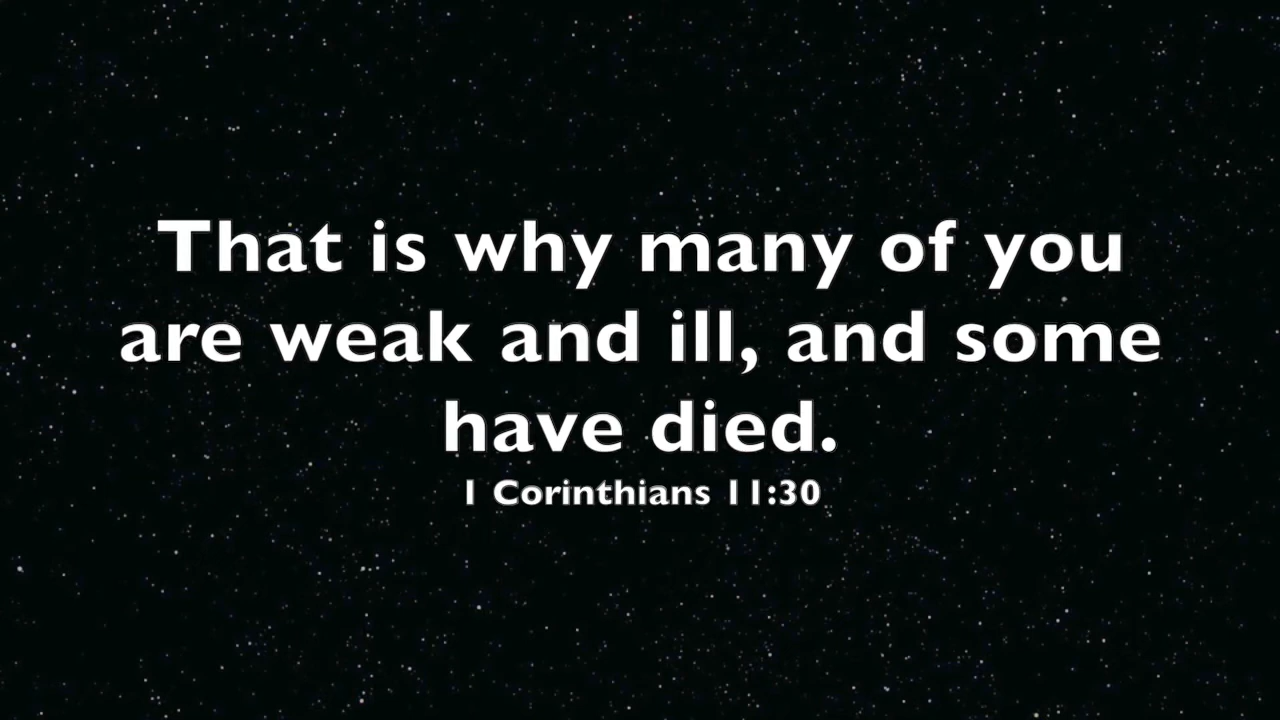 That is why many of you
are weak and ill, and some
have died.
1 Corinthians 11:30